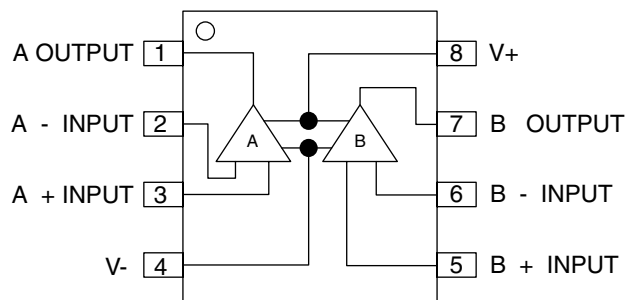 A OUTPUT 1
A - INPUT 2
A + INPUT 3
V- 4
8 V+
7 B OUTPUT
6 B - INPUT
5 B + INPUT
A
B